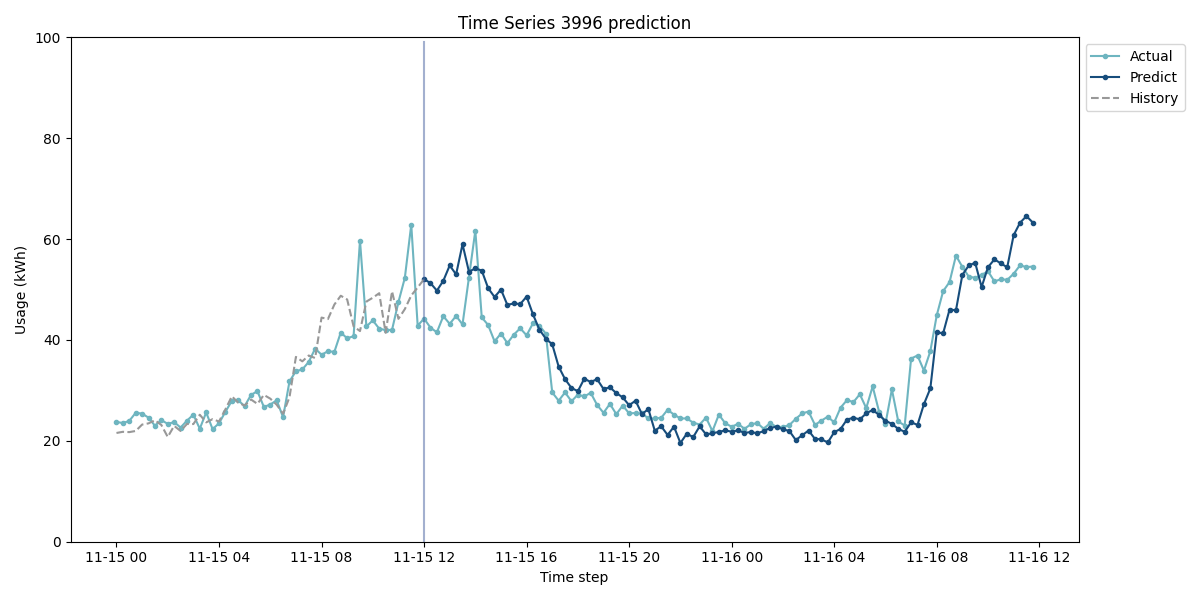 Time Series 3996 prediction
100
80
60
40
20
0
Usage (kWh)
11-15 00
11-15 04
11-15 08
11-15 12
11-15 16
11-15 20
11-16 00
11-16 04
11-16 08
11-16 12
Time step
Actual
Predict
History